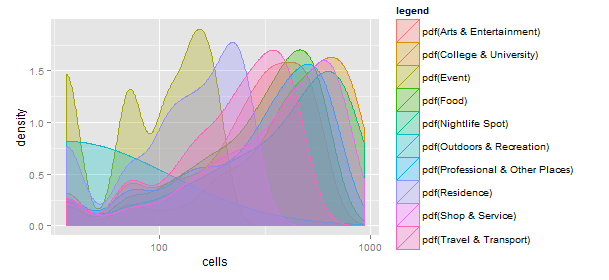 legend
pdf(Arts & Entertainment)
pdf(College & University)
pdf(Event)
pdf(Food)
pdf(Nightlife Spot)
pdf(Outdoors & Recreation)
pdf(Professional & Other Places)
pdf(Residence)
pdf(Shop & Service)
pdf(Travel & Transport)
density
1.5
1.0
0.5
0.0
100
1000
cells